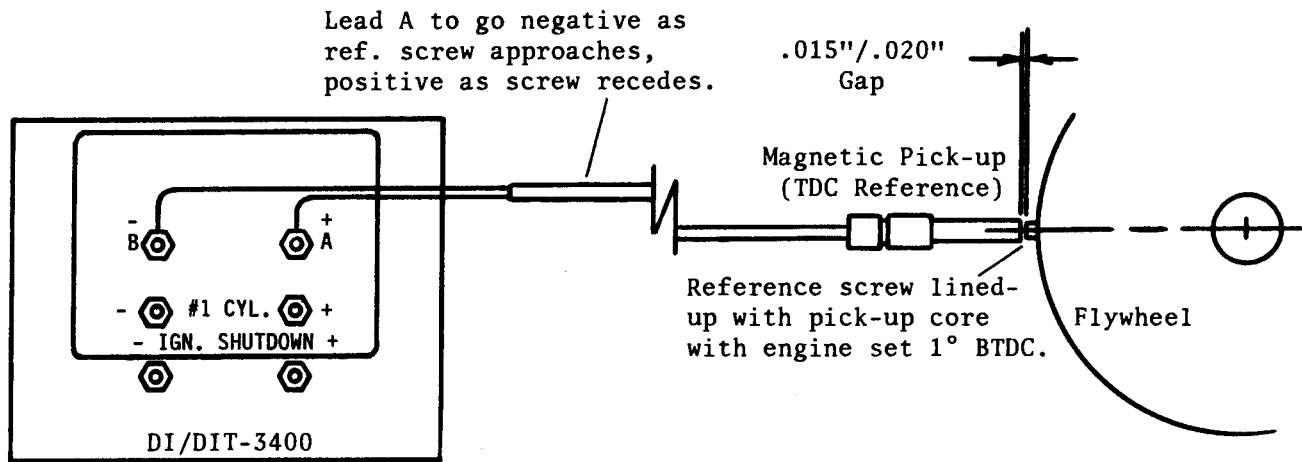 Lead A to go negative as
ref. screw approaches,
positive as screw recedes.
.015"/.020"
Gap
Magnetic Pick-up
(TDC Reference)
- +
B A
- #1 CYL. +
- IGN. SHUTDOWN +
DI/DIT-3400
Reference screw lined-
up with pick-up core
with engine set 1° BTDC.
Flywheel